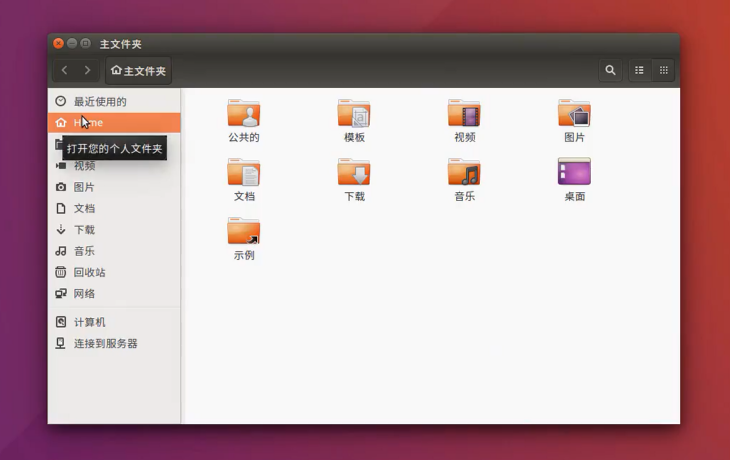 主文件夹
主文件夹
最近使用的
Home
打开您的个人文件夹
视频
图片
文档
下载
音乐
回收站
网络
计算机
连接到服务器
公共的
模板
视频
图片
文档
下载
音乐
桌面
示例